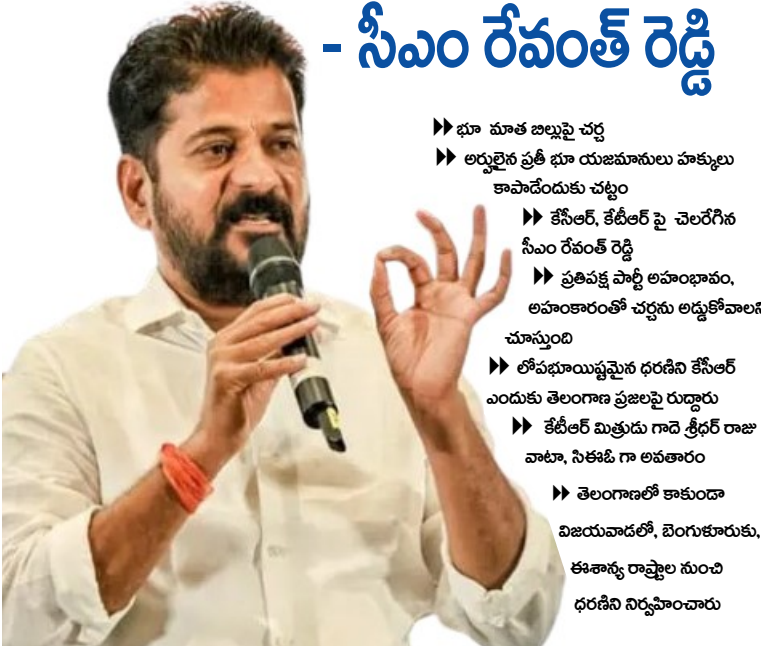 - సీఎం రేవంత్ రెడ్డి
భూ మాత బిల్లుపై చర్చ
అర్హులైన ప్రతీ భూ యజమానులు హక్కులు
కాపాడేందుకు చట్టం
కేసీఆర్, కేటీఆర్ పై చెలరేగిన
సీఎం రేవంత్ రెడ్డి
ప్రతిపక్ష పార్టీ అహంభావం,
అహంకారంతో చర్చను అడ్డుకోవాలని
చూస్తుంది
లోపభూయిష్టమైన ధరణిని కేసీఆర్
ఎందుకు తెలంగాణ ప్రజలపై రుద్దారు
కేటీఆర్ మిత్రుడు గాదె శ్రీధర్ రాజు
వాటా, సిఈఓ గా అవతారం
తెలంగాణలో కాకుండా
విజయవాడలో, బెంగుళూరుకు,
ఈశాన్య రాష్ట్రాల నుంచి
ధరణిని నిర్వహించారు